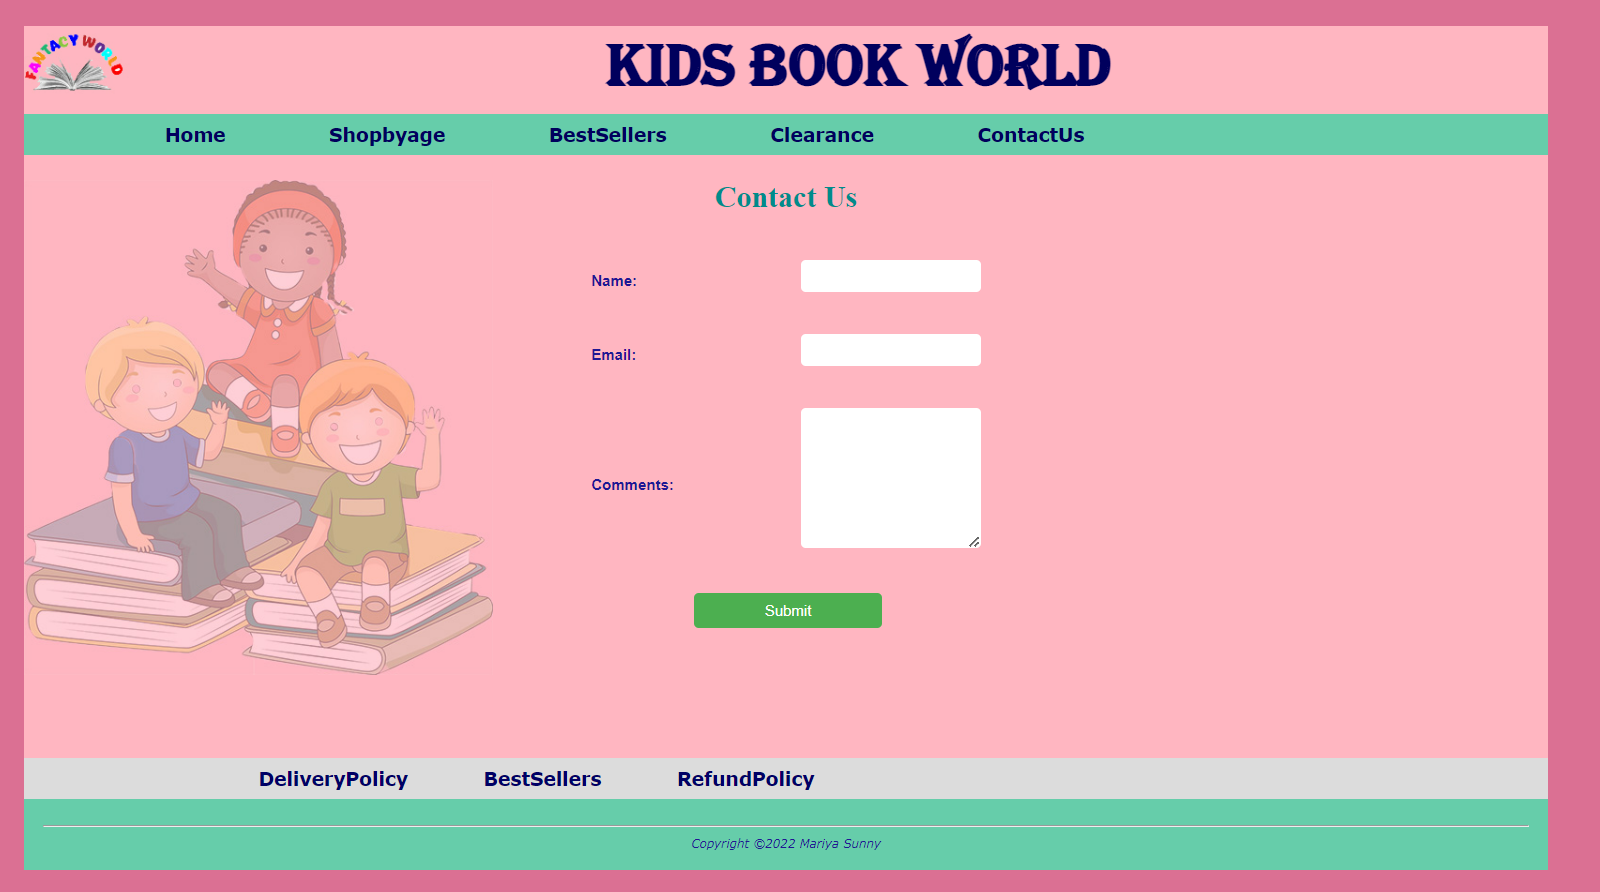 FANTACY WORLD
KIDS BOOK WORLD
Home Shopbyage BestSellers Clearance ContactUs
Contact Us
Name:
Email:
Comments:
Submit
DeliveryPolicy BestSellers RefundPolicy
Copyright ©2022 Mariya Sunny